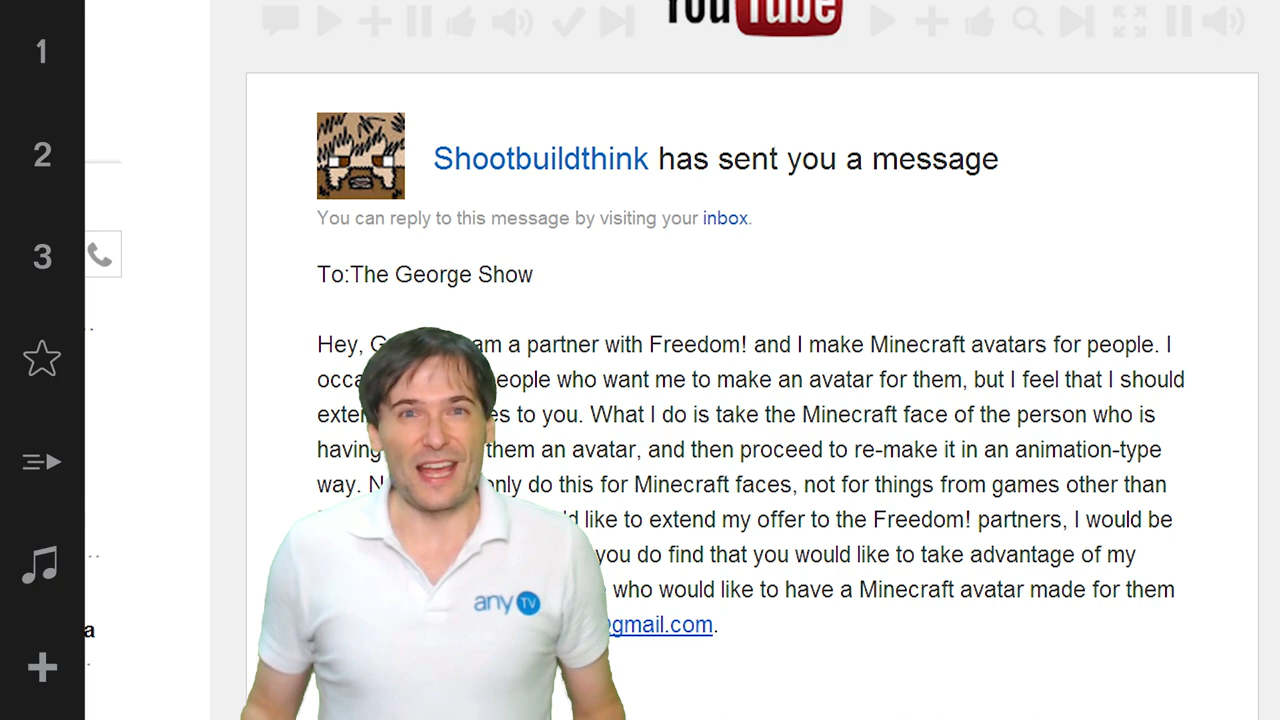 1
2
3
a
YouTube
Shootbuildthink has sent you a message
You can reply to this message by visiting your inbox.
To:The George Show
Hey, am a partner with Freedom! and I make Minecraft avatars for people. I
people who want me to make an avatar for them, but I feel that I should
to you. What I do is take the Minecraft face of the person who is
having them an avatar, and then proceed to re-make it in an animation-type
way. only do this for Minecraft faces, not for things from games other than
like to extend my offer to the Freedom! partners, I would be
you do find that you would like to take advantage of my
who would like to have a Minecraft avatar made for them
@gmail.com.
any TV